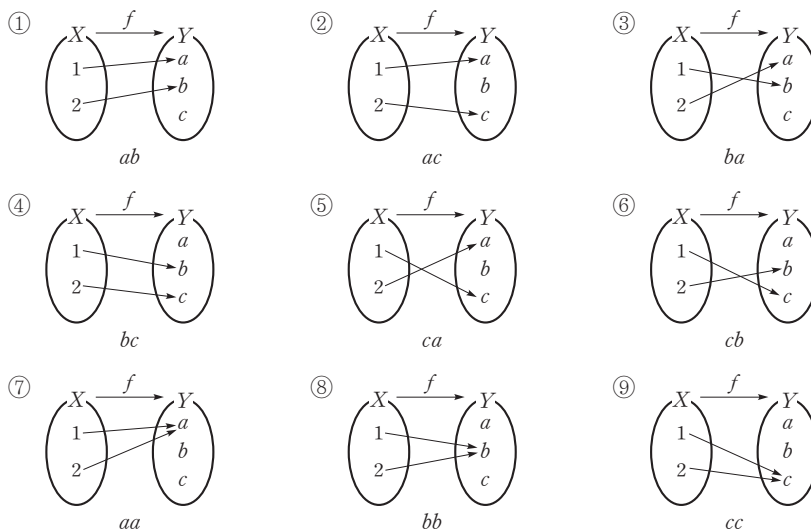 ① X f Y 1 2 a b c
ab
② X f Y 1 2 a b c
ac
③ X f Y 1 2 a b c
ba
④ X f Y 1 2 a b c
bc
⑤ X f Y 1 2 a b c
ca
⑥ X f Y 1 2 a b c
cb
⑦ X f Y 1 2 a b c
aa
⑧ X f Y 1 2 a b c
bb
⑨ X f Y 1 2 a b c
cc